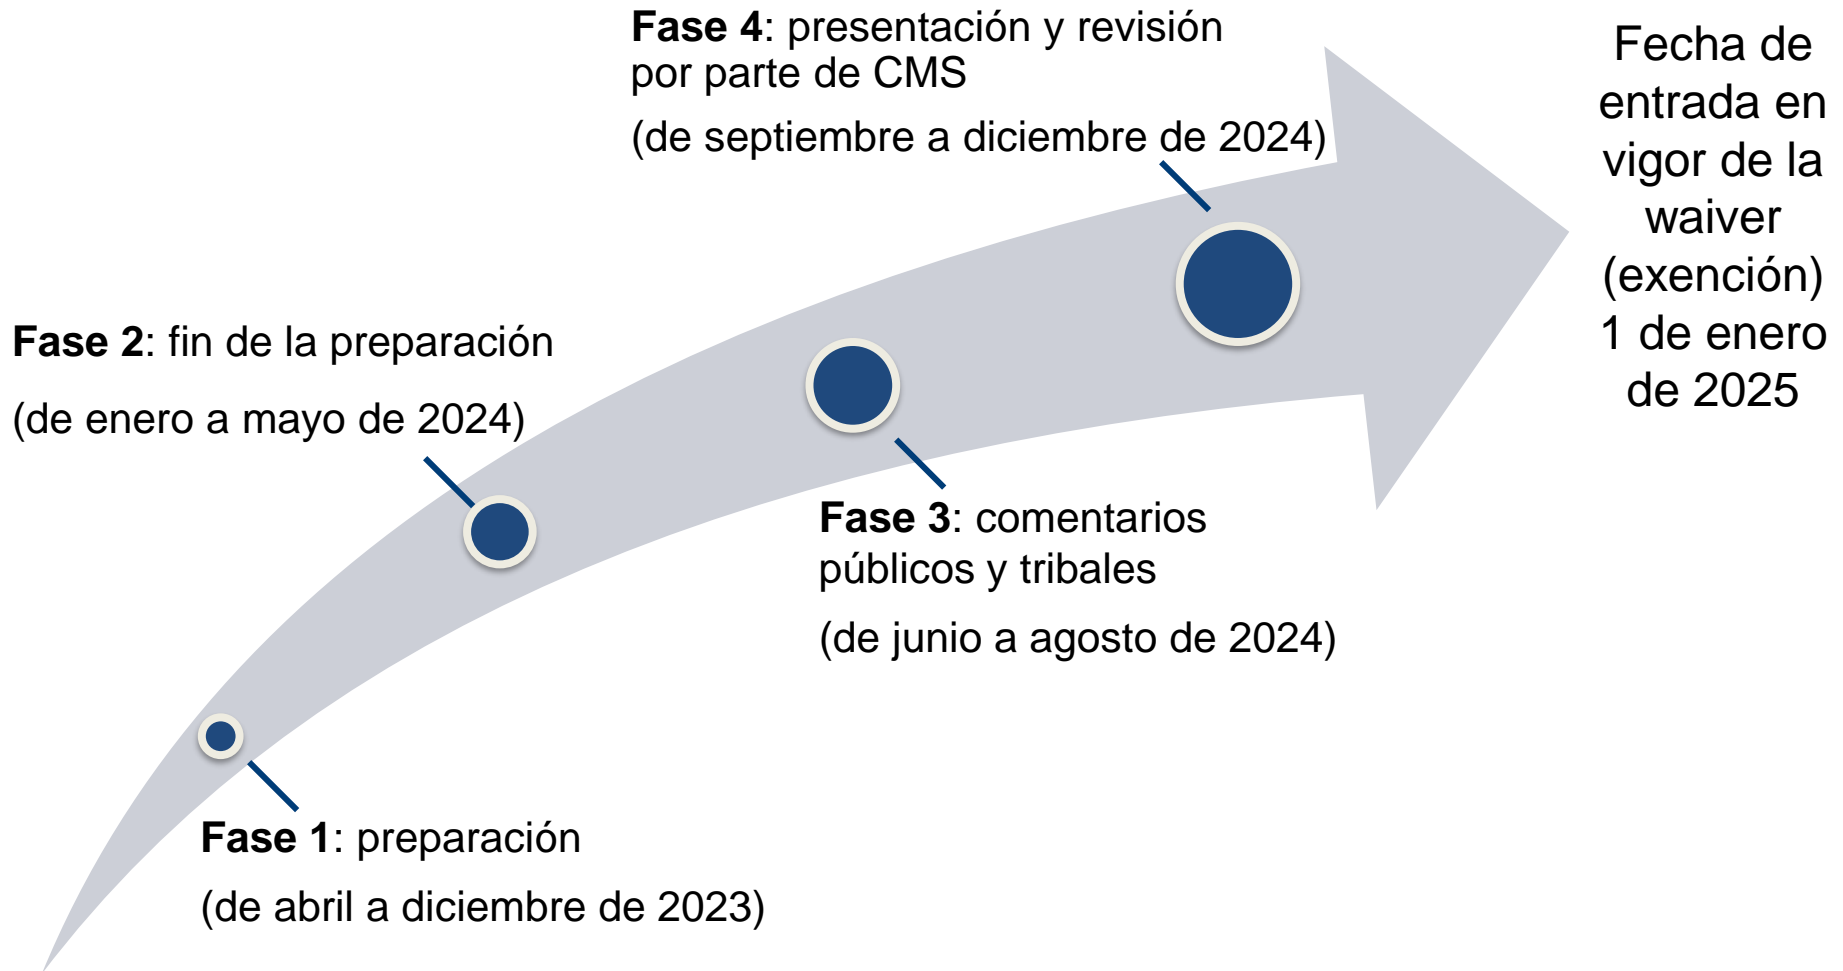 Fase 4: presentación y revisión
por parte de CMS
(de septiembre a diciembre de 2024)
Fecha de
entrada en
vigor de la
waiver
(exención)
1 de enero
de 2025
Fase 2: fin de la preparación
(de enero a mayo de 2024)
Fase 3: comentarios
públicos y tribales
(de junio a agosto de 2024)
Fase 1: preparación
(de abril a diciembre de 2023)